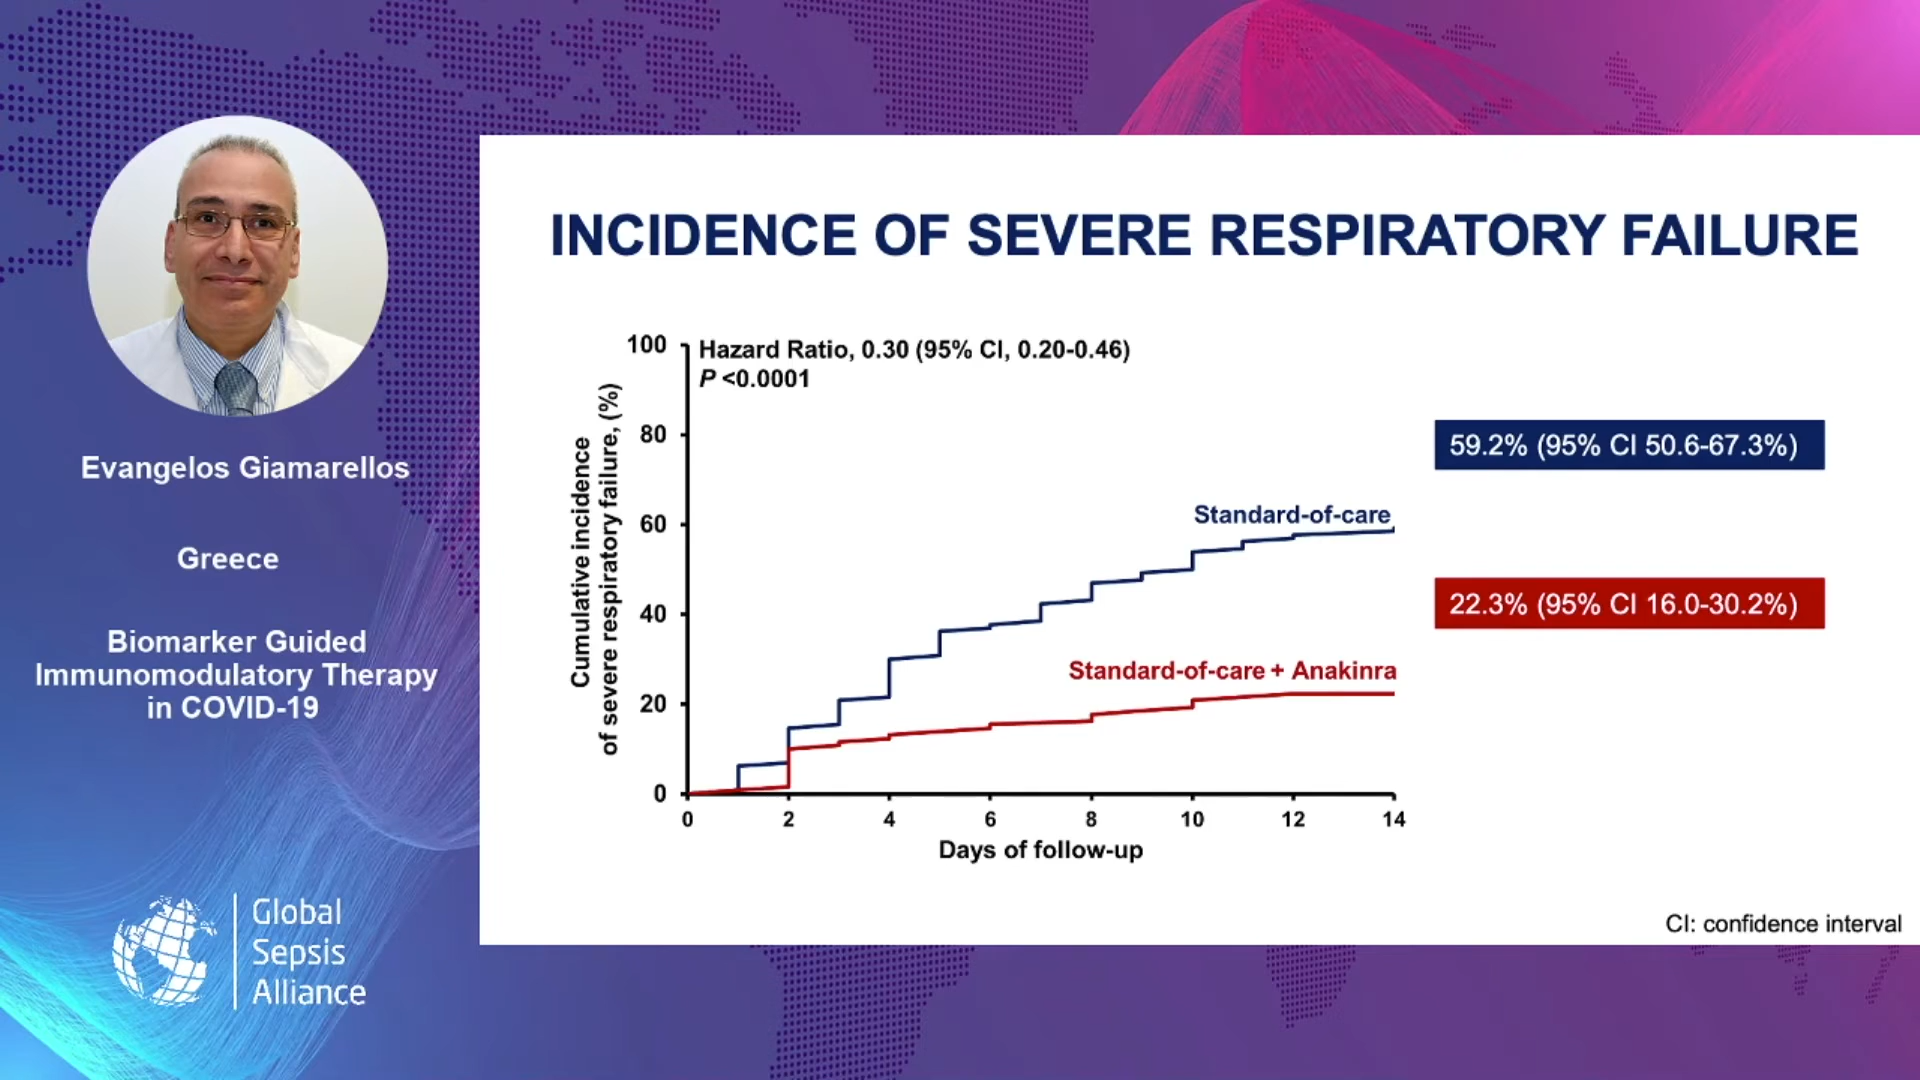 Evangelos Giamarellos
Greece
Biomarker Guided
Immunomodulatory Therapy
in COVID-19
Global
Sepsis
Alliance
INCIDENCE OF SEVERE RESPIRATORY FAILURE
Cumulative incidence
of severe respiratory failure, (%)
100
80
60
40
20
0
Hazard Ratio, 0.30 (95% CI, 0.20-0.46)
P <0.0001
Standard-of-care
Standard-of-care + Anakinra
0 2 4 6 8 10 12 14
Days of follow-up
59.2% (95% CI 50.6-67.3%)
22.3% (95% CI 16.0-30.2%)
CI: confidence interval